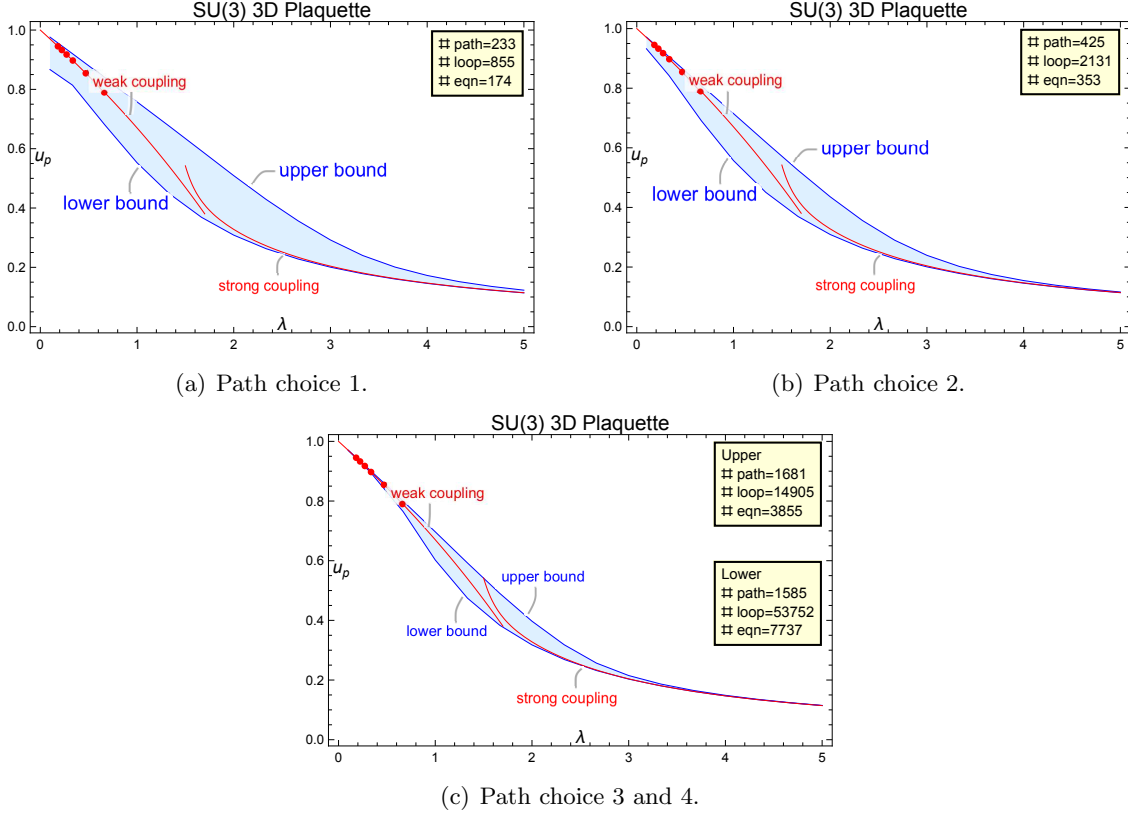 SU(3) 3D Plaquette
1.0
0.8
0.6
0.4
0.2
0.0
u_p
0 1 2 3 4 5
λ
# path=233
# loop=855
# eqn=174
weak coupling
upper bound
lower bound
strong coupling
(a) Path choice 1.
SU(3) 3D Plaquette
1.0
0.8
0.6
0.4
0.2
0.0
u_p
0 1 2 3 4 5
λ
# path=425
# loop=2131
# eqn=353
weak coupling
upper bound
lower bound
strong coupling
(b) Path choice 2.
SU(3) 3D Plaquette
1.0
0.8
0.6
0.4
0.2
0.0
u_p
0 1 2 3 4 5
λ
Upper
# path=1681
# loop=14905
# eqn=3855
Lower
# path=1585
# loop=53752
# eqn=7737
weak coupling
upper bound
lower bound
strong coupling
(c) Path choice 3 and 4.